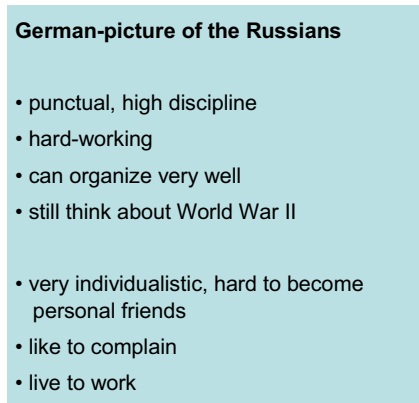 German-picture of the Russians
• punctual, high discipline
• hard-working
• can organize very well
• still think about World War II
• very individualistic, hard to become
personal friends
• like to complain
• live to work